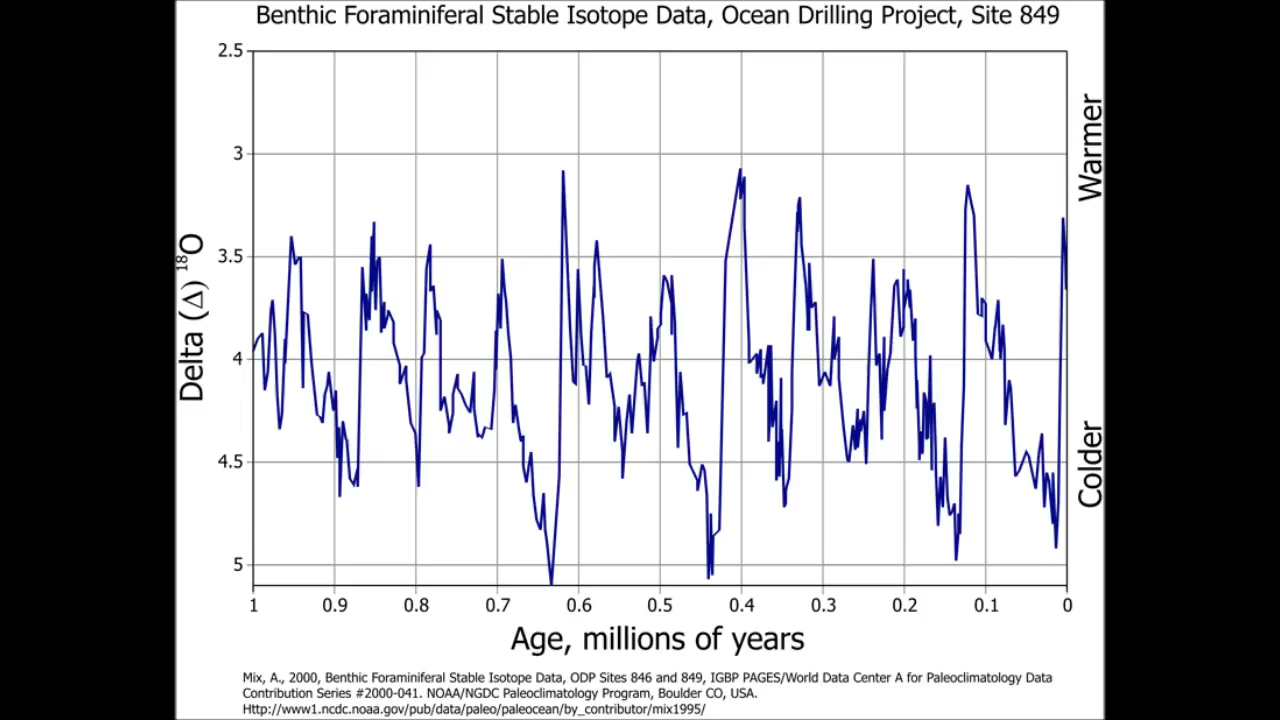 Benthic Foraminiferal Stable Isotope Data, Ocean Drilling Project, Site 849
2.5
3
3.5
4
4.5
5
Delta (Δ) ¹⁸O
Warmer
Colder
1 0.9 0.8 0.7 0.6 0.5 0.4 0.3 0.2 0.1 0
Age, millions of years
Mix, A., 2000, Benthic Foraminiferal Stable Isotope Data, ODP Sites 846 and 849, IGBP PAGES/World Data Center A for Paleoclimatology Data
Contribution Series #2000-041. NOAA/NGDC Paleoclimatology Program, Boulder CO, USA.
Http://www1.ncdc.noaa.gov/pub/data/paleo/paleocean/by_contributor/mix1995/